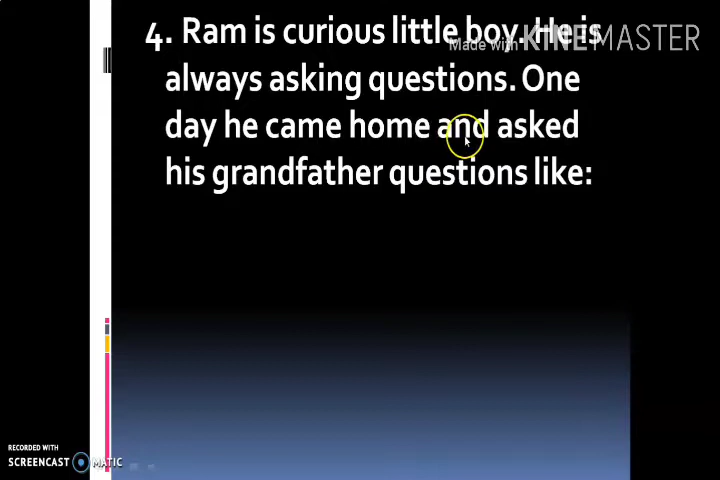 4. Ram is curious little boy. He is
Made with KINEMASTER
always asking questions. One
day he came home and asked
his grandfather questions like:
RECORDED WITH
SCREENCAST MATIC